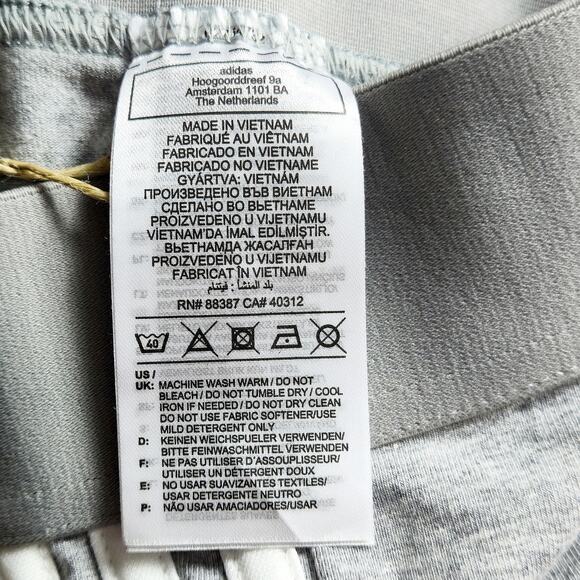 adidas
Hoogoorddreef 9a
Amsterdam 1101 BA
The Netherlands
MADE IN VIETNAM
FABRIQUÉ AU VIÊTNAM
FABRICADO EN VIETNAM
FABRICADO NO VIETNAME
GYÁRTVA: VIETNÁM
ПРОИЗВЕДЕНО ВЪВ ВИЕТНАМ
СДЕЛАНО ВО ВЬЕТНАМЕ
PROIZVEDENO U VIJETNAMU
VİETNAM'DA İMAL EDİLMİŞTİR.
ВЬЕТНАМДА ЖАСАЛҒАН
PROIZVEDENO U VIJETNAMU
FABRICAT ÎN VIETNAM
بلد المنشأ : فيتنام
RN# 88387 CA# 40312
40
US /
UK: MACHINE WASH WARM / DO NOT
BLEACH / DO NOT TUMBLE DRY / COOL
IRON IF NEEDED / DO NOT DRY CLEAN
DO NOT USE FABRIC SOFTENER/USE
MILD DETERGENT ONLY
D: KEINEN WEICHSPUELER VERWENDEN/
BITTE FEINWASCHMITTEL VERWENDEN
F: NE PAS UTILISER D'ASSOUPLISSEUR/
UTILISER UN DÉTERGENT DOUX
E: NO USAR SUAVIZANTES TEXTILES/
USAR DETERGENTE NEUTRO
P: NÃO USAR AMACIADORES/USAR